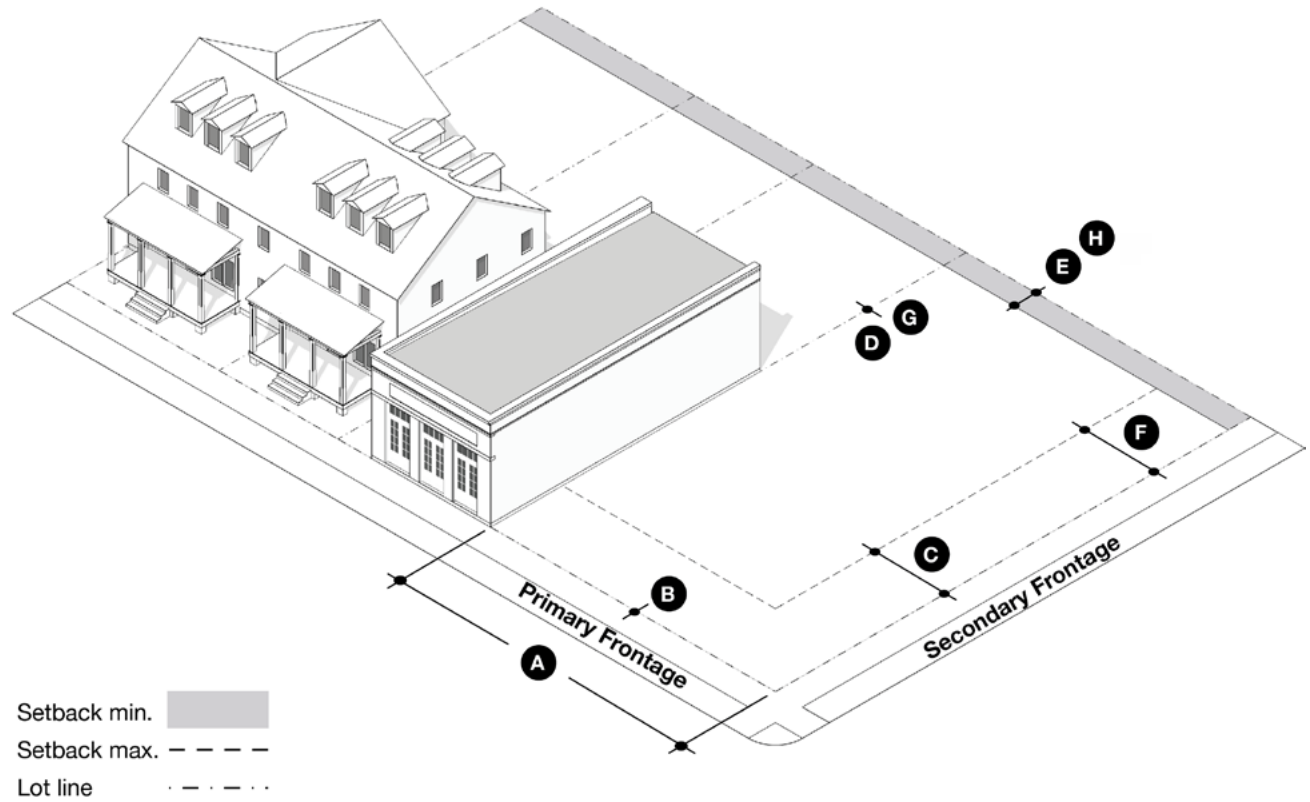 H
E
G
D
F
C
B
Primary Frontage
Secondary Frontage
A
Setback min.
Setback max.
Lot line